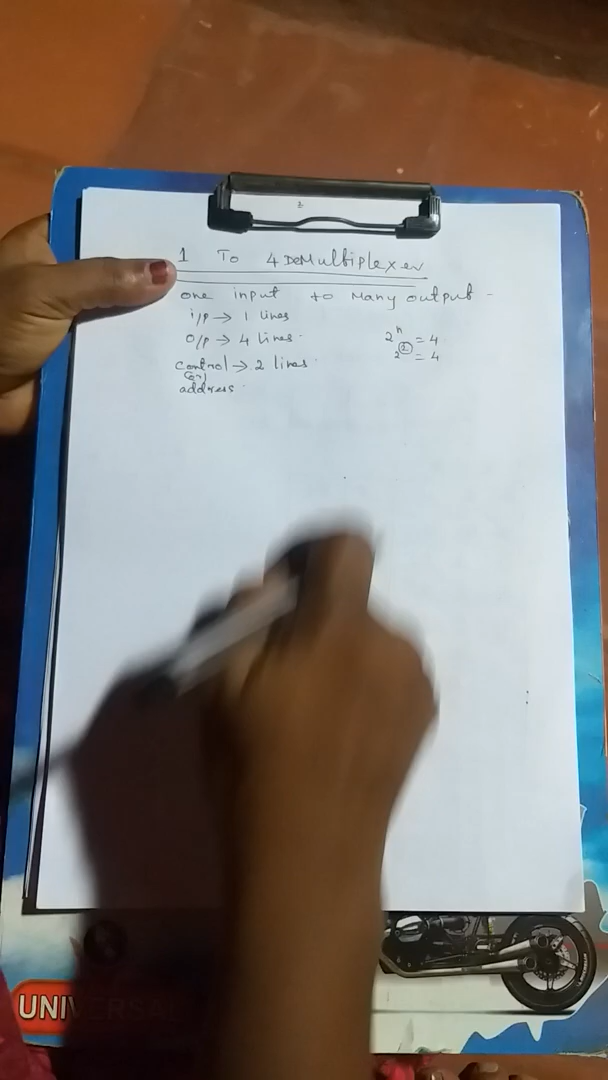 1 To 4 DeMultiplexer
one input to Many output -
i/p → 1 lines
o/p → 4 lines.
2ⁿ = 4
2² = 4
control → 2 lines.
(or)
address.
UNIVERSAL